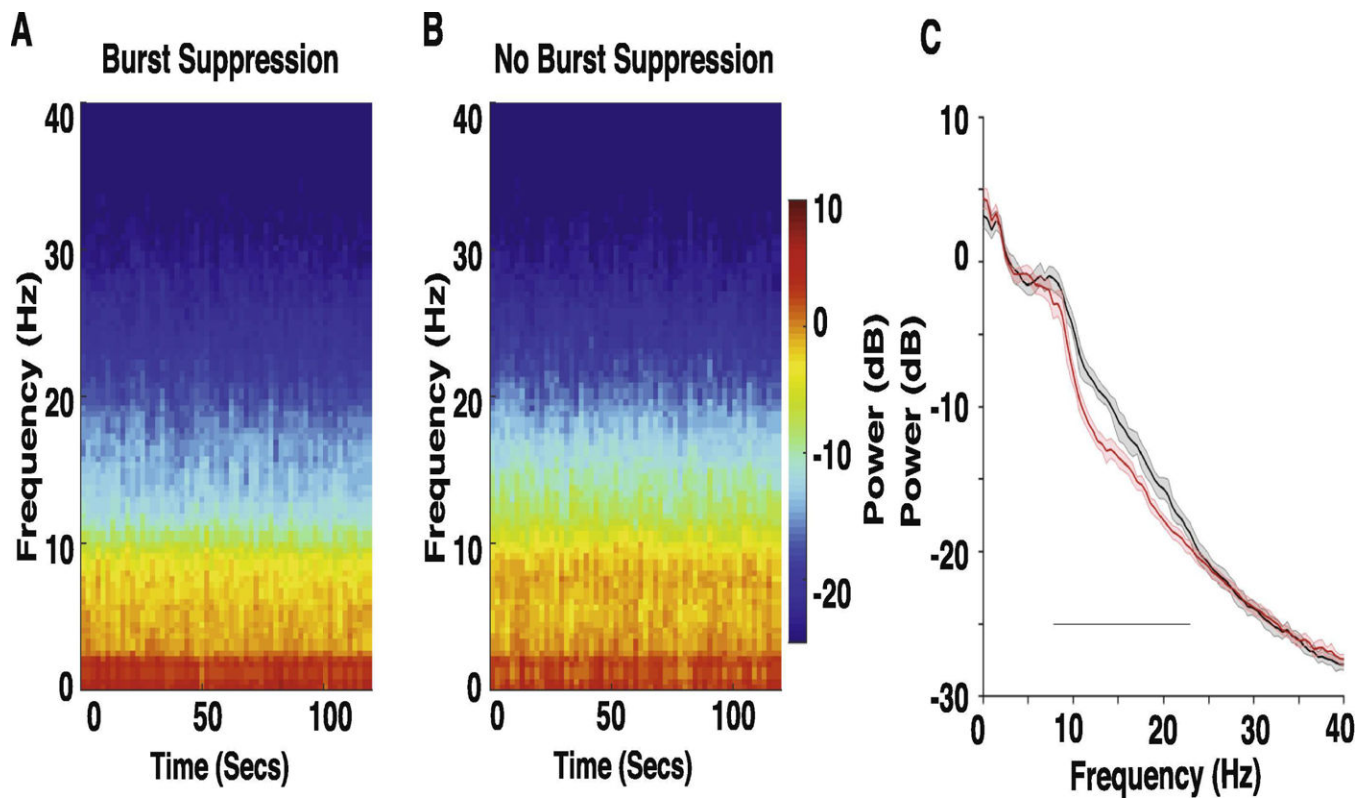 A
Burst Suppression
40
30
20
10
0
Frequency (Hz)
0 50 100
Time (Secs)
B
No Burst Suppression
40
30
20
10
0
Frequency (Hz)
0 50 100
Time (Secs)
10
0
-10
-20
Power (dB)
C
10
0
-10
-20
-30
Power (dB)
0 10 20 30 40
Frequency (Hz)